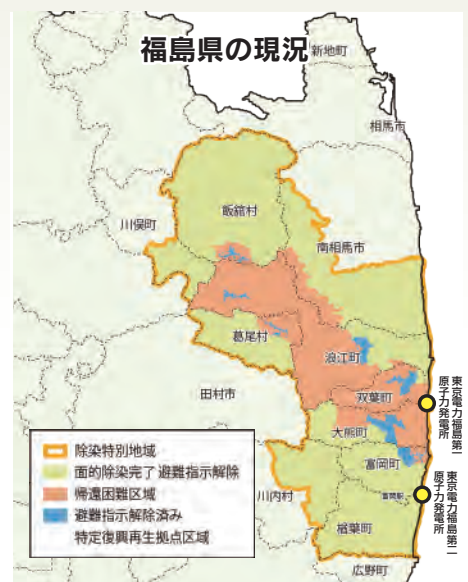 福島県の現況
新地町
相馬市
飯舘村
川俣町
南相馬市
葛尾村
浪江町
田村市
双葉町
東京電力福島第一
原子力発電所
大熊町
富岡町
川内村
東京電力福島第二
原子力発電所
楢葉町
広野町
除染特別地域
面的除染完了 避難指示解除
帰還困難区域
避難指示解除済み
特定復興再生拠点区域